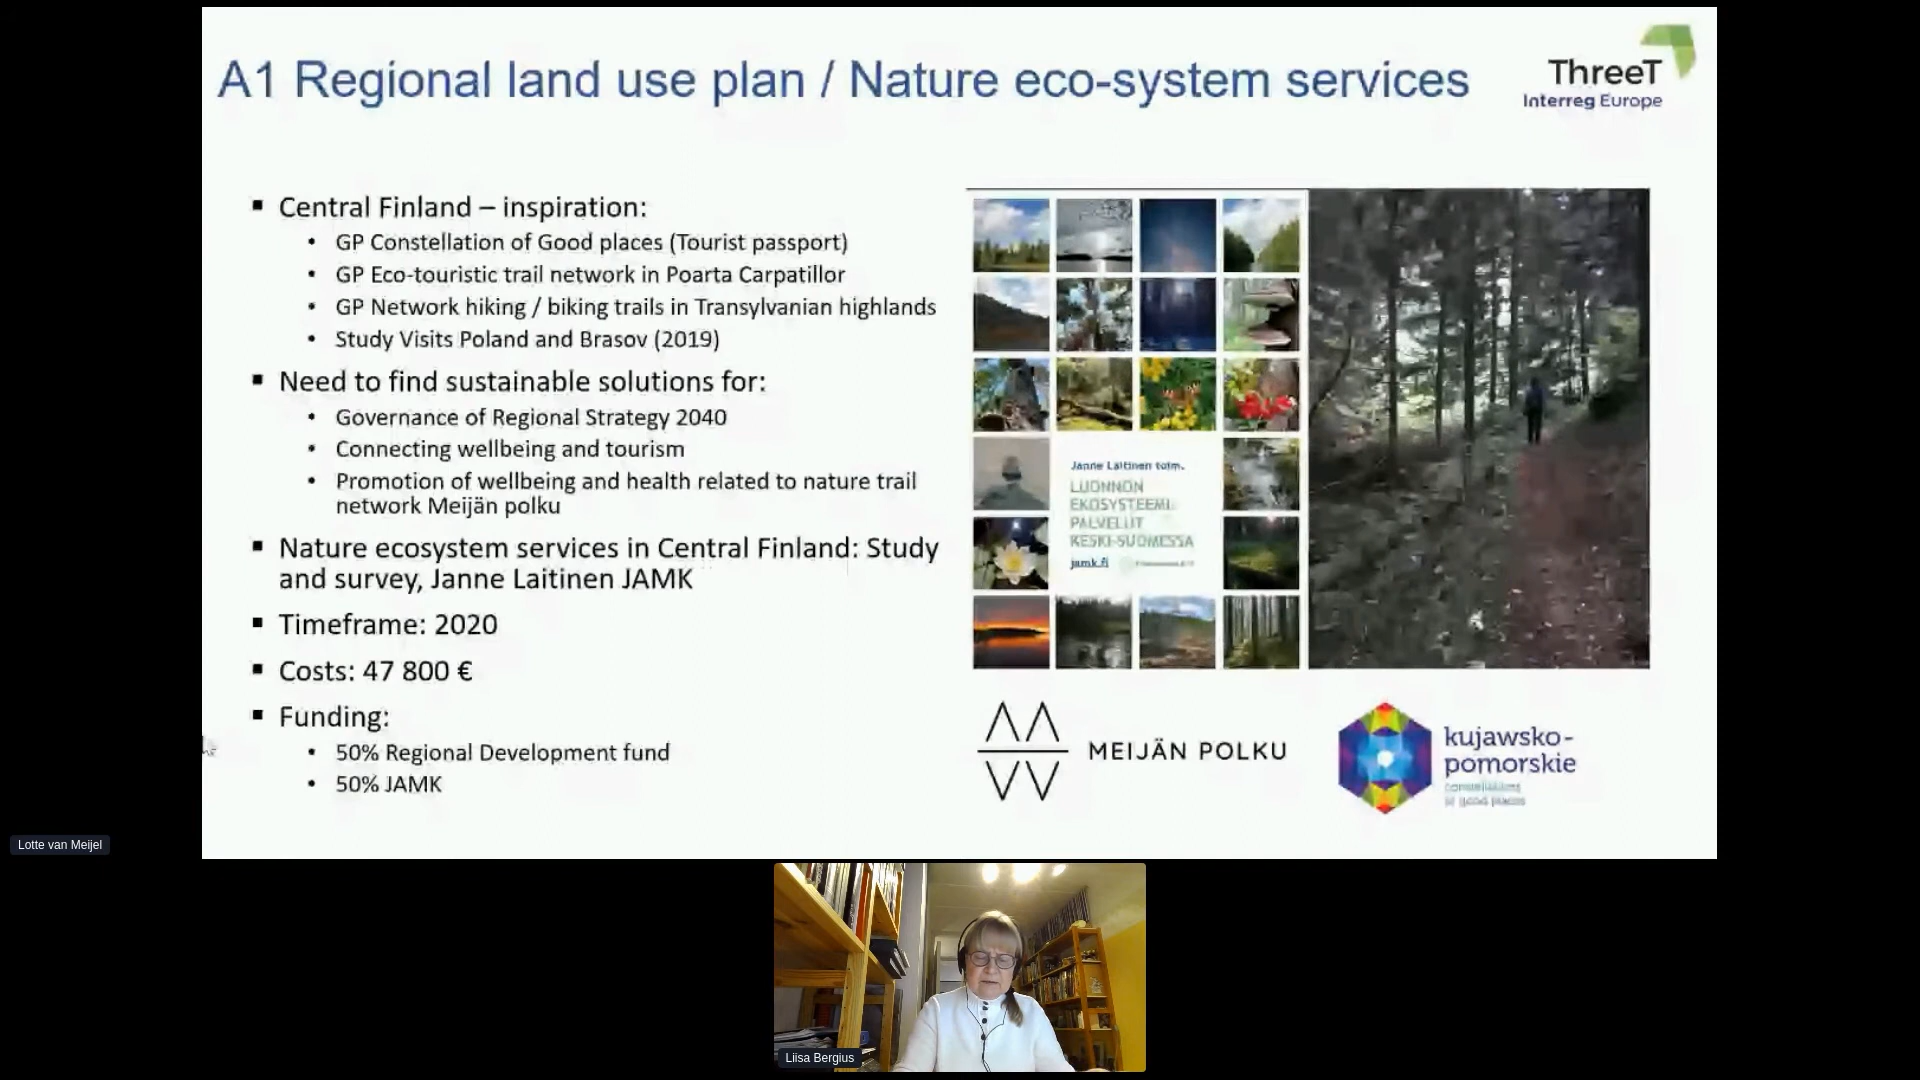 A1 Regional land use plan / Nature eco-system services
ThreeT
Interreg Europe
▪ Central Finland – inspiration:
• GP Constellation of Good places (Tourist passport)
• GP Eco-touristic trail network in Poarta Carpatillor
• GP Network hiking / biking trails in Transylvanian highlands
• Study Visits Poland and Brasov (2019)
▪ Need to find sustainable solutions for:
• Governance of Regional Strategy 2040
• Connecting wellbeing and tourism
• Promotion of wellbeing and health related to nature trail
network Meijän polku
▪ Nature ecosystem services in Central Finland: Study
and survey, Janne Laitinen JAMK
▪ Timeframe: 2020
▪ Costs: 47 800 €
▪ Funding:
• 50% Regional Development fund
• 50% JAMK
Janne Laitinen toim.
LUONNON
EKOSYSTEEMI-
PALVELUT
KESKI-SUOMESSA
jamk.fi
MEIJÄN POLKU
kujawsko-
pomorskie
constellations
of good places
Lotte van Meijel
Liisa Bergius